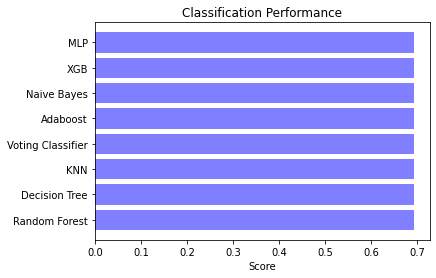 Classification Performance
MLP
XGB
Naive Bayes
Adaboost
Voting Classifier
KNN
Decision Tree
Random Forest
0.0 0.1 0.2 0.3 0.4 0.5 0.6 0.7
Score